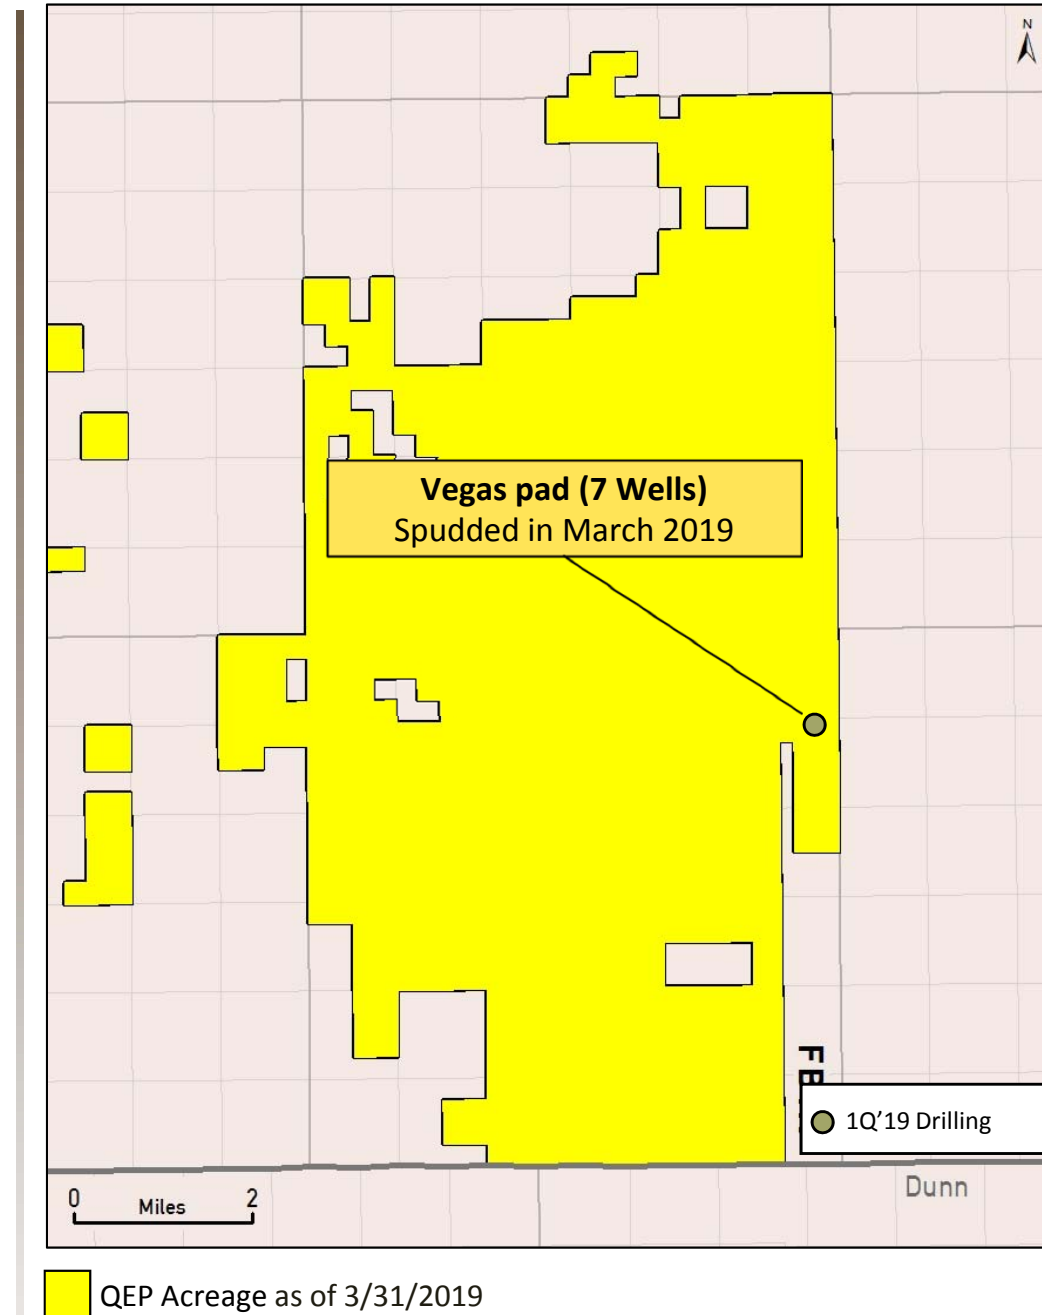 N
Vegas pad (7 Wells)
Spudded in March 2019
FB
1Q’19 Drilling
0 Miles 2
Dunn
QEP Acreage as of 3/31/2019